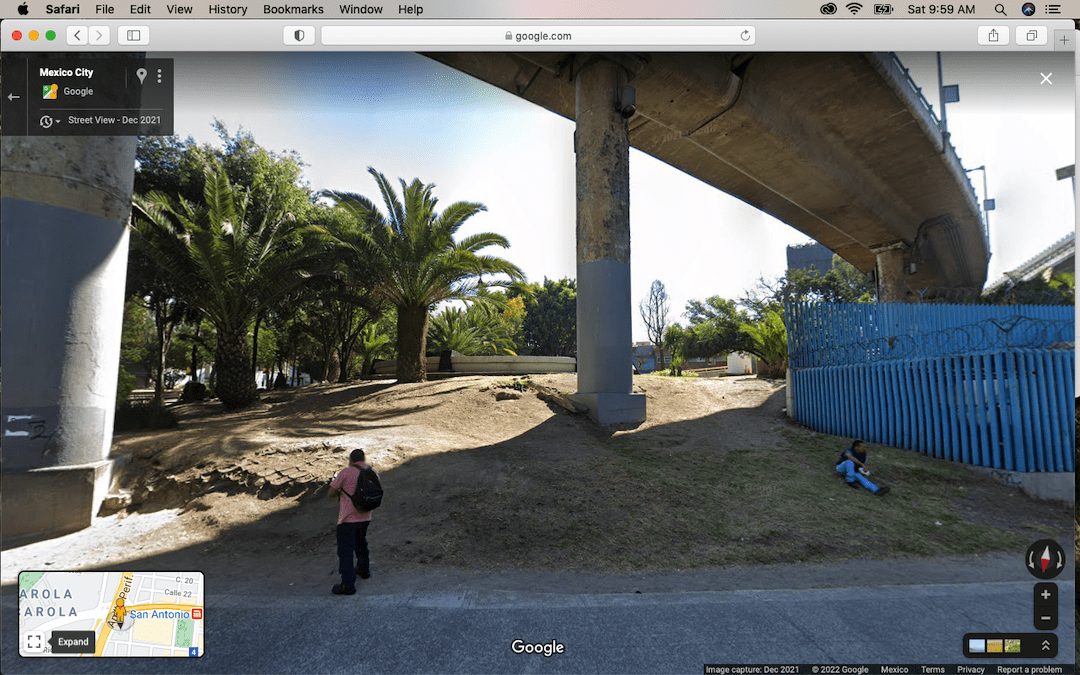 Safari File Edit View History Bookmarks Window Help
Sat 9:59 AM
google.com
Mexico City
Google
Street View - Dec 2021
C. 20
Calle 22
AROLA
AROLA
San Antonio
4
Expand
Google
Image capture: Dec 2021 © 2022 Google Mexico Terms Privacy Report a problem